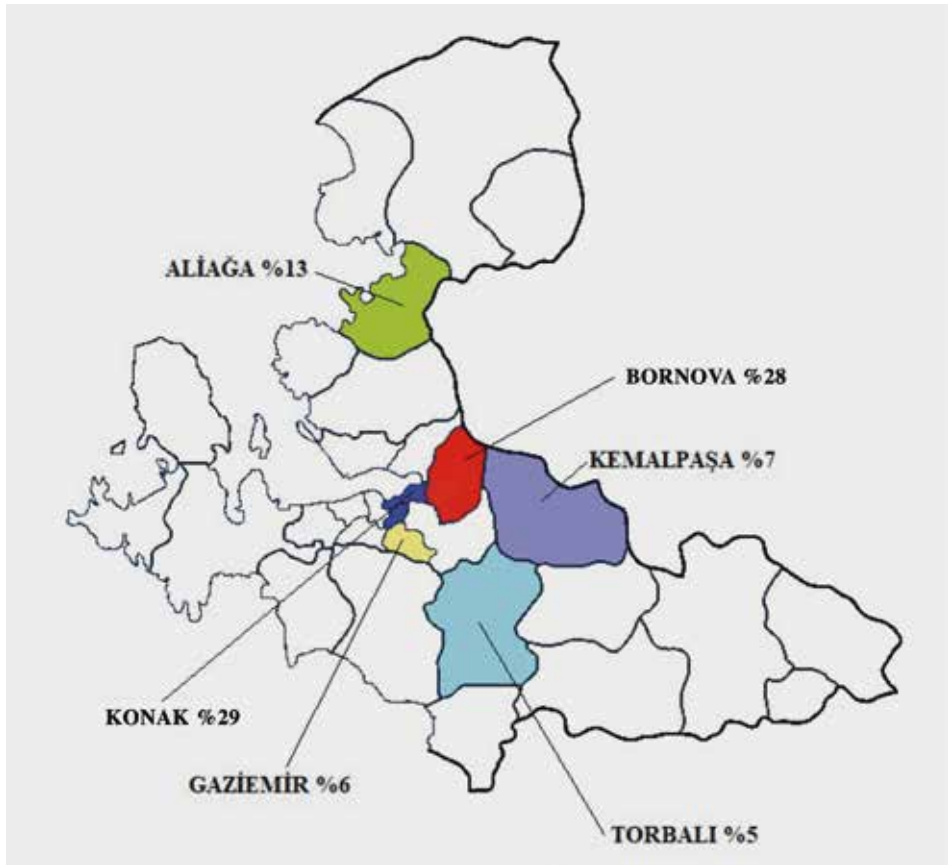 ALİAĞA %13
BORNOVA %28
KEMALPAŞA %7
KONAK %29
GAZİEMİR %6
TORBALI %5